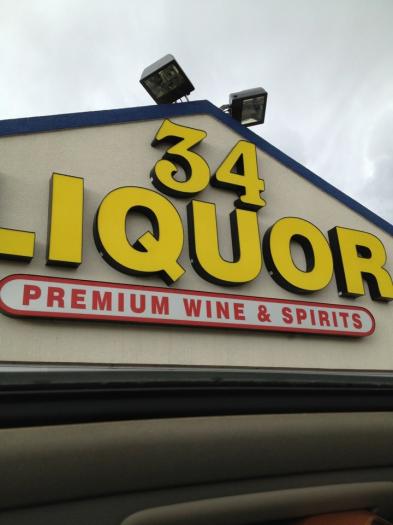 34
LIQUOR
PREMIUM WINE & SPIRITS